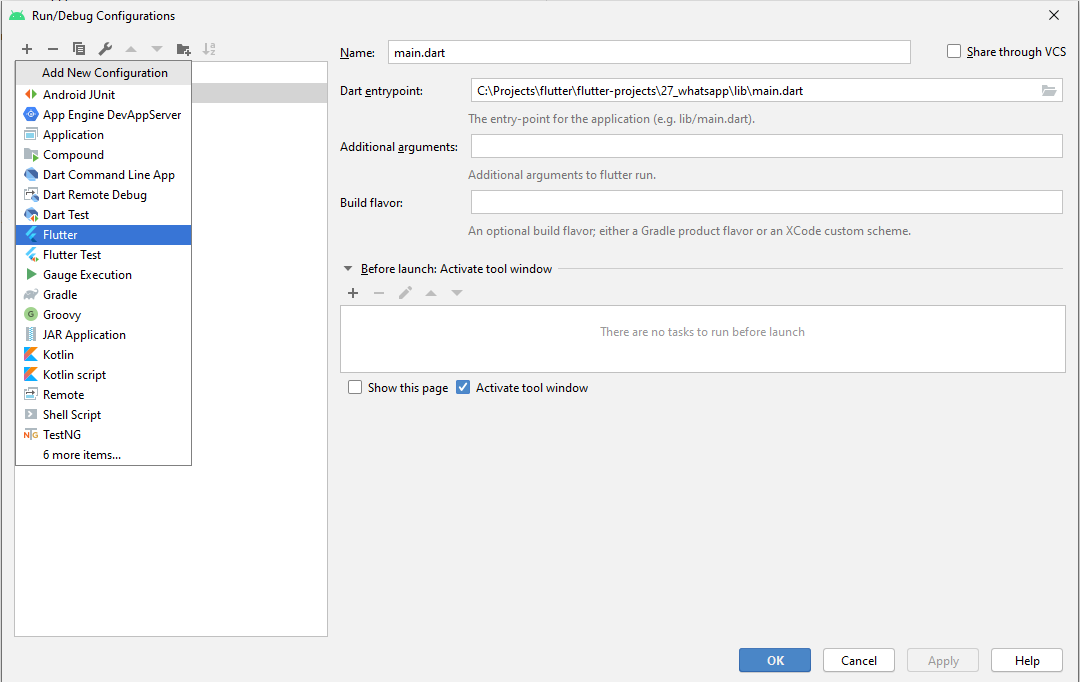 Run/Debug Configurations
Add New Configuration
Android JUnit
App Engine DevAppServer
Application
Compound
Dart Command Line App
Dart Remote Debug
Dart Test
Flutter
Flutter Test
Gauge Execution
Gradle
Groovy
JAR Application
Kotlin
Kotlin script
Remote
Shell Script
TestNG
6 more items...
Name: main.dart Share through VCS
Dart entrypoint: C:\Projects\flutter\flutter-projects\27_whatsapp\lib\main.dart
The entry-point for the application (e.g. lib/main.dart).
Additional arguments:
Additional arguments to flutter run.
Build flavor:
An optional build flavor; either a Gradle product flavor or an XCode custom scheme.
Before launch: Activate tool window
There are no tasks to run before launch
Show this page Activate tool window
OK Cancel Apply Help